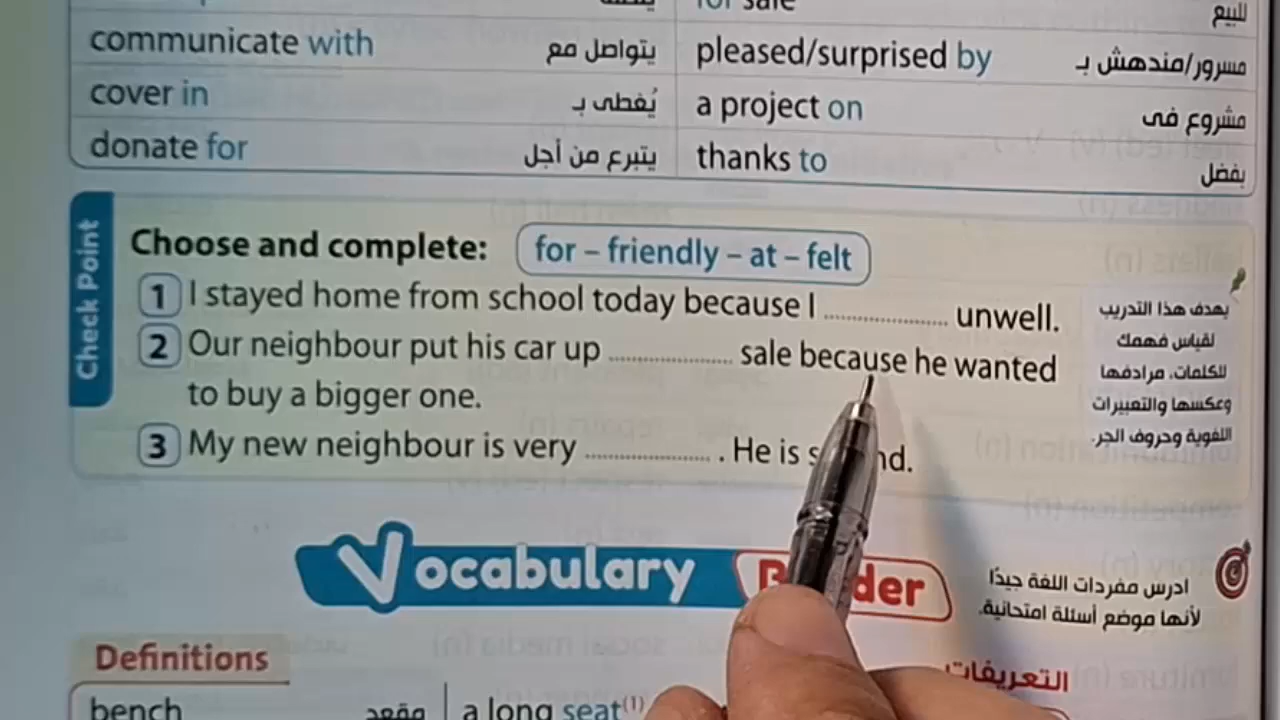 for sale للبيع
communicate with يتواصل مع pleased/surprised by مسرور/مندهش بـ
cover in يُغطى بـ a project on مشروع فى
donate for يتبرع من أجل thanks to بفضل
Check Point
Choose and complete: for – friendly – at – felt
1 I stayed home from school today because I .................... unwell.
2 Our neighbour put his car up .................... sale because he wanted
to buy a bigger one.
3 My new neighbour is very .................... . He is
يهدف هذا التدريب
لقياس فهمك
للكلمات، مرادفها
وعكسها والتعبيرات
اللغوية وحروف الجر.
Vocabulary
ادرس مفردات اللغة جيدًا
لأنها موضع أسئلة امتحانية.
Definitions التعريفات
bench مقعد a long seat(1)